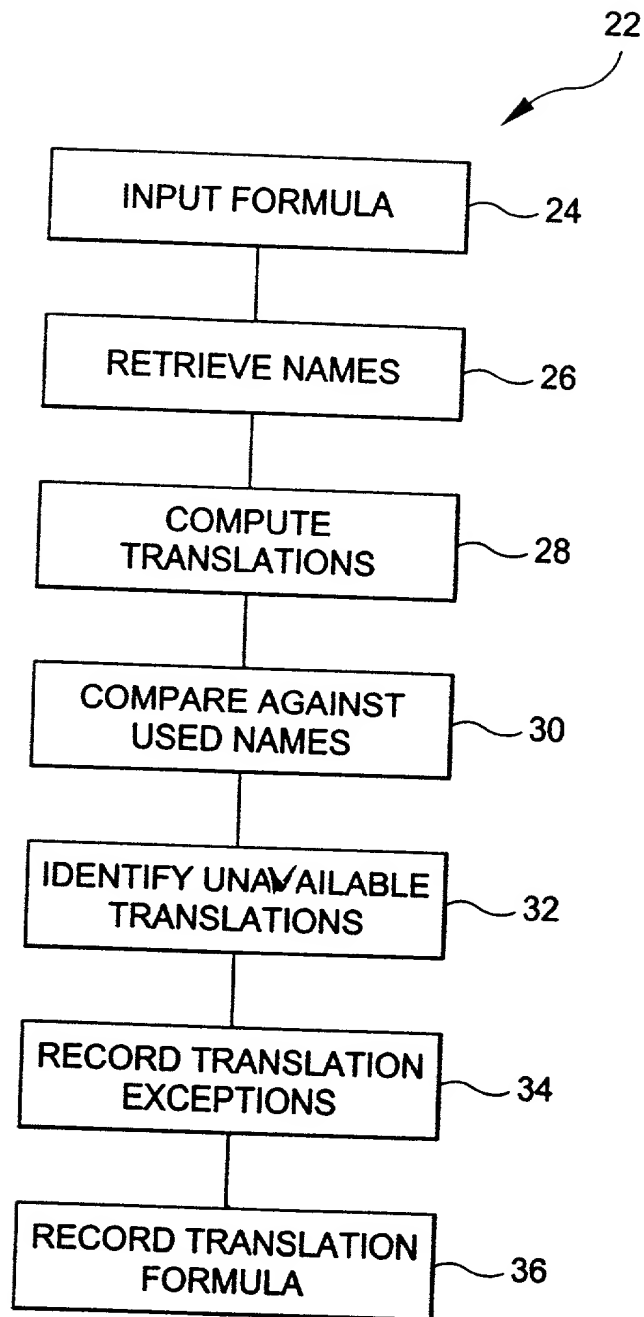 22
INPUT FORMULA
24
RETRIEVE NAMES
26
COMPUTE
TRANSLATIONS
28
COMPARE AGAINST
USED NAMES
30
IDENTIFY UNAVAILABLE
TRANSLATIONS
32
RECORD TRANSLATION
EXCEPTIONS
34
RECORD TRANSLATION
FORMULA
36